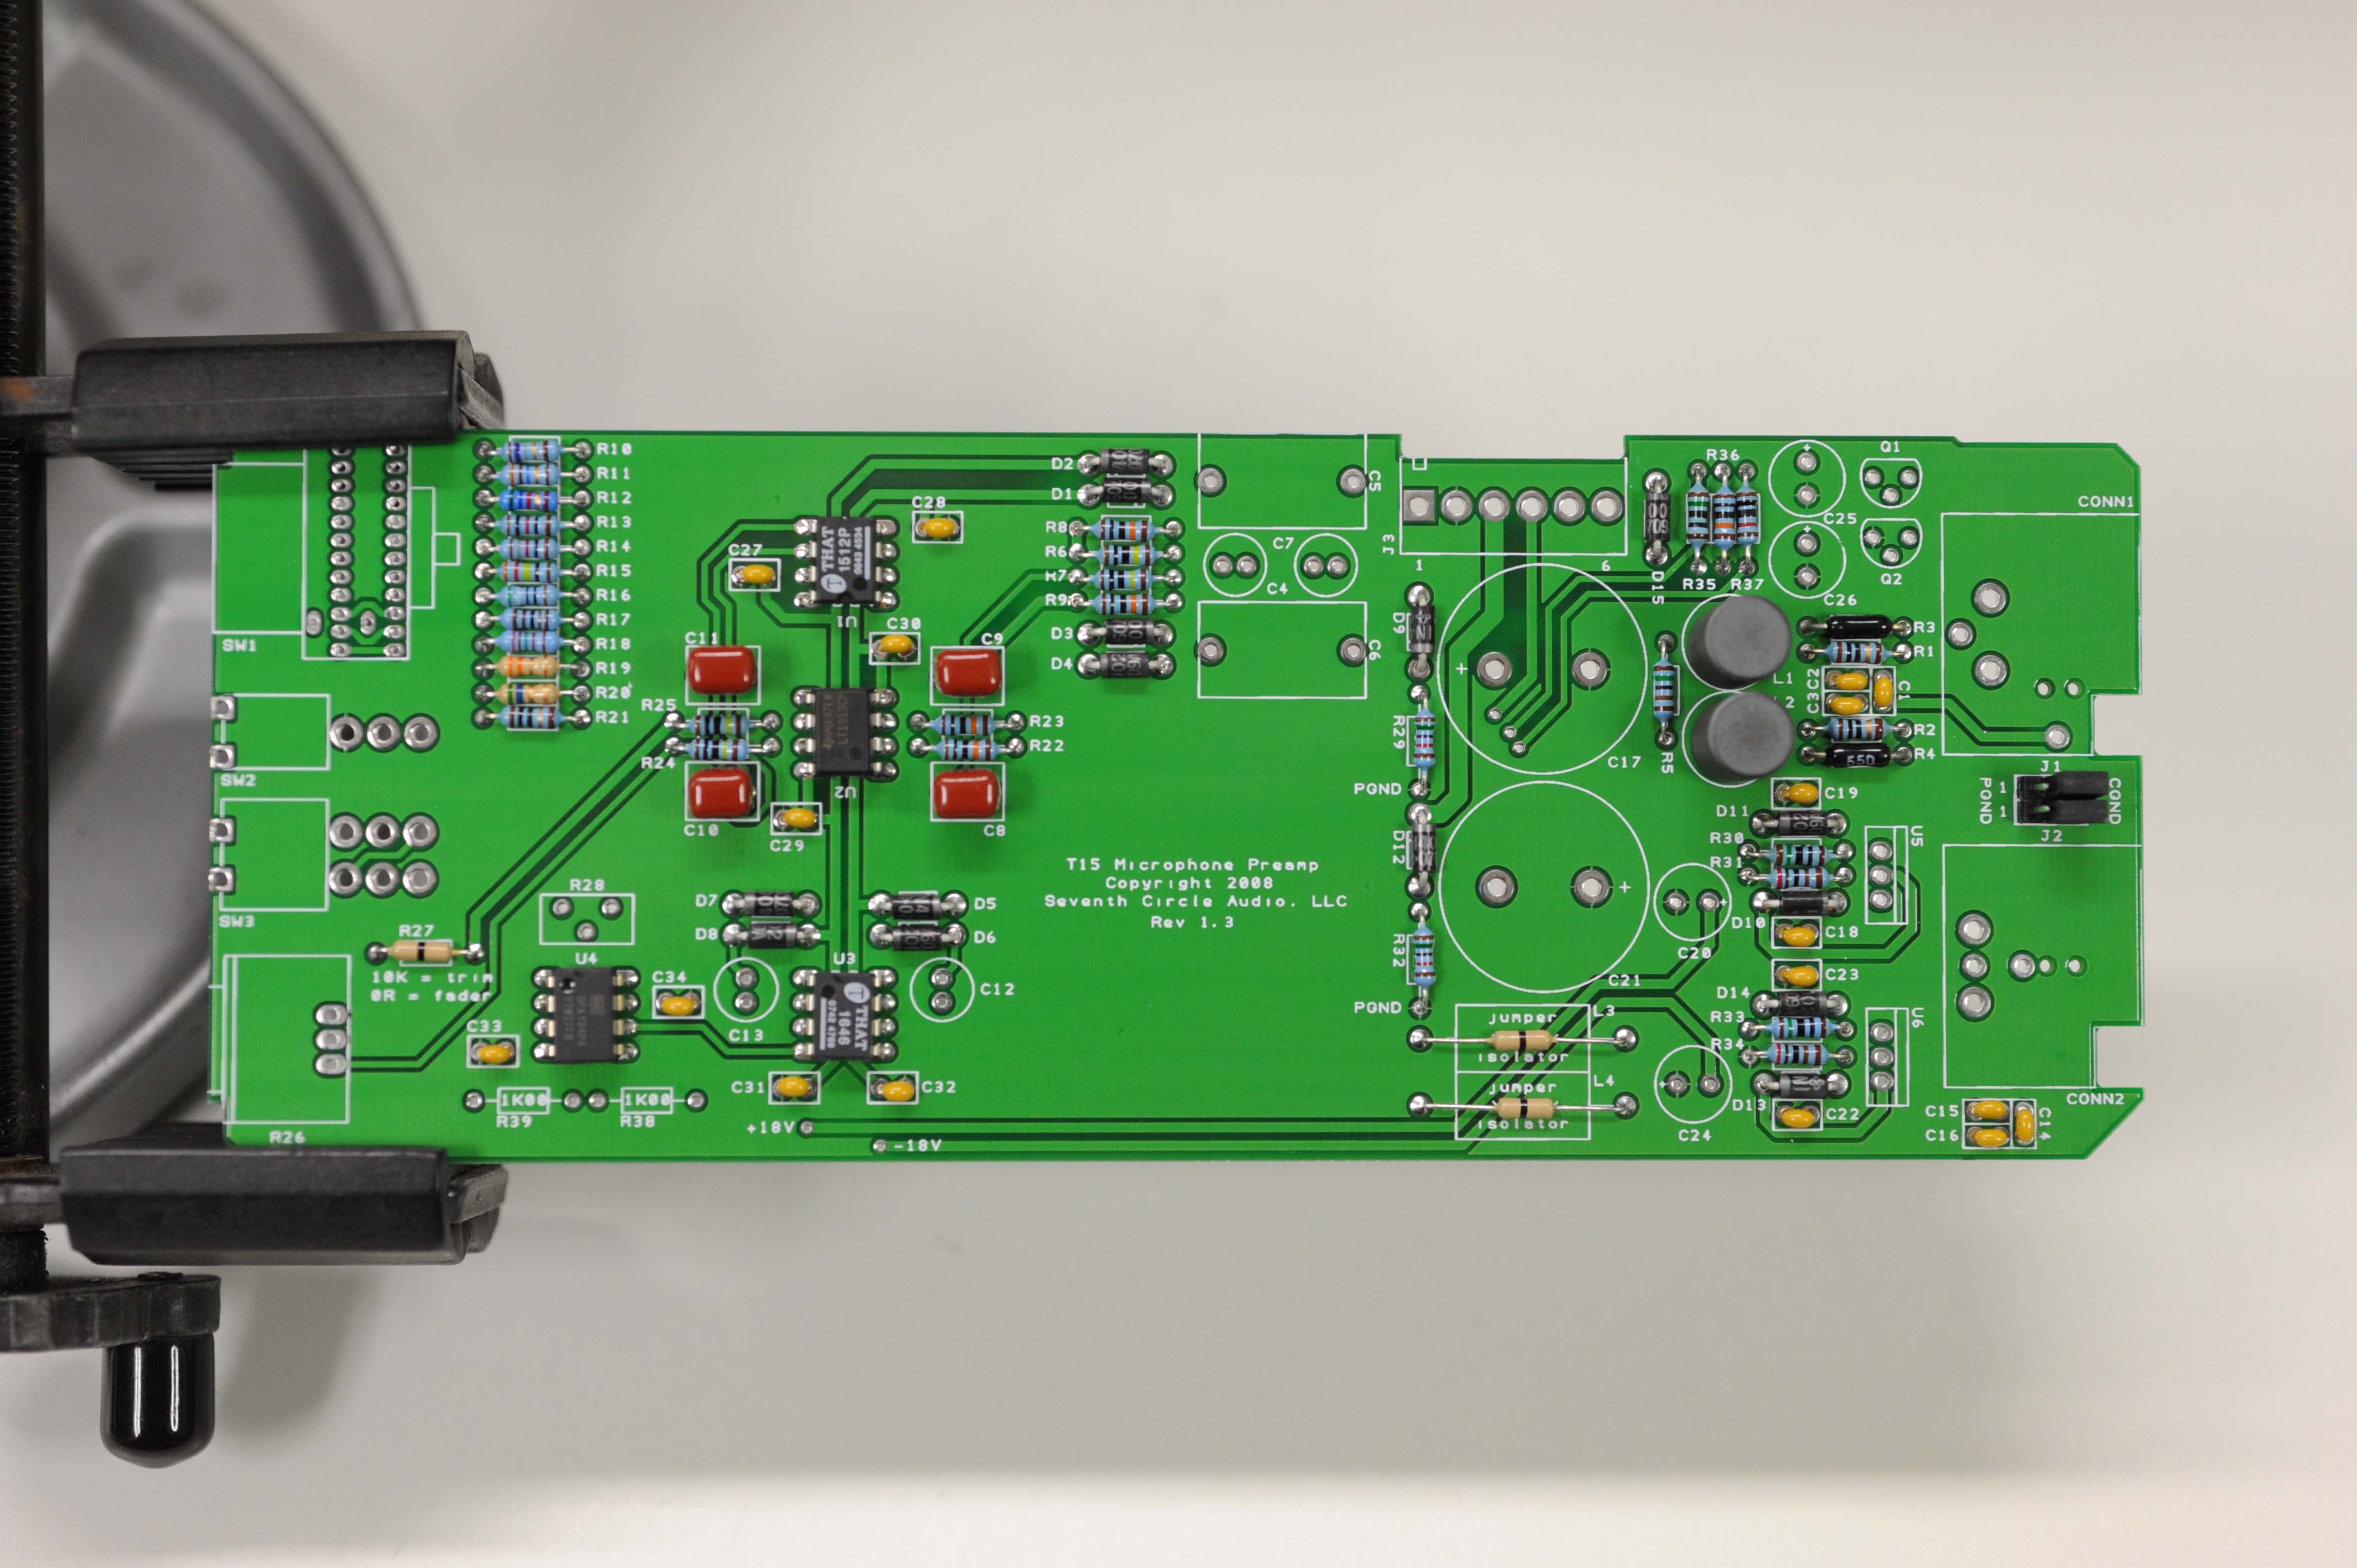 R10
R11
R12
R13
R14
R15
R16
R17
R18
R19
R20
R21
SW1
SW2
SW3
R25
R24
R27
10K = trim
0R = fader
R28
U4
C33
C34
1K00
R39
1K00
R38
R26
C27
C28
THAT
1512P
U1
C11
C30
C9
U2
C10
C29
C8
R23
R22
D2
D1
R8
R6
R7
R9
D3
D4
D7
D8
D5
D6
U3
THAT
1646
C13
C12
C31
C32
+18V
-18V
T15 Microphone Preamp
Copyright 2008
Seventh Circle Audio, LLC
Rev 1.3
C5
C7
C4
C6
J3
1
6
D9
R29
PGND
D12
R32
PGND
+
C17
+
C21
jumper
L3
isolator
jumper
L4
isolator
D15
R36
R35
R37
+
C25
+
C26
Q1
Q2
R5
L1
R3
R1
C2
C3
C1
R2
R4
55D
C19
D11
R30
R31
D10
C18
U5
+
C20
C23
D14
R33
R34
D13
C22
U6
+
C24
CONN1
J1
PGND
1
1
CGND
J2
CONN2
C15
C16
C14